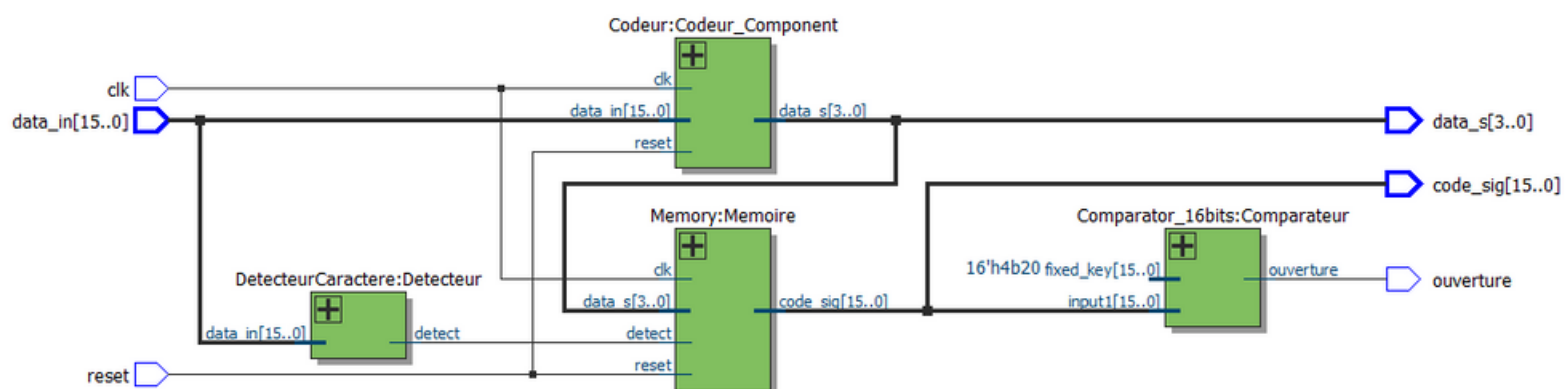 Codeur:Codeur_Component
clk
clk
data_in[15..0]
data_in[15..0]
data_s[3..0]
data_s[3..0]
reset
code_sig[15..0]
Memory:Memoire
Comparator_16bits:Comparateur
clk
16'h4b20 fixed_key[15..0]
ouverture
ouverture
DetecteurCaractere:Detecteur
data_s[3..0]
code_sig[15..0]
input1[15..0]
data_in[15..0]
detect
detect
reset
reset